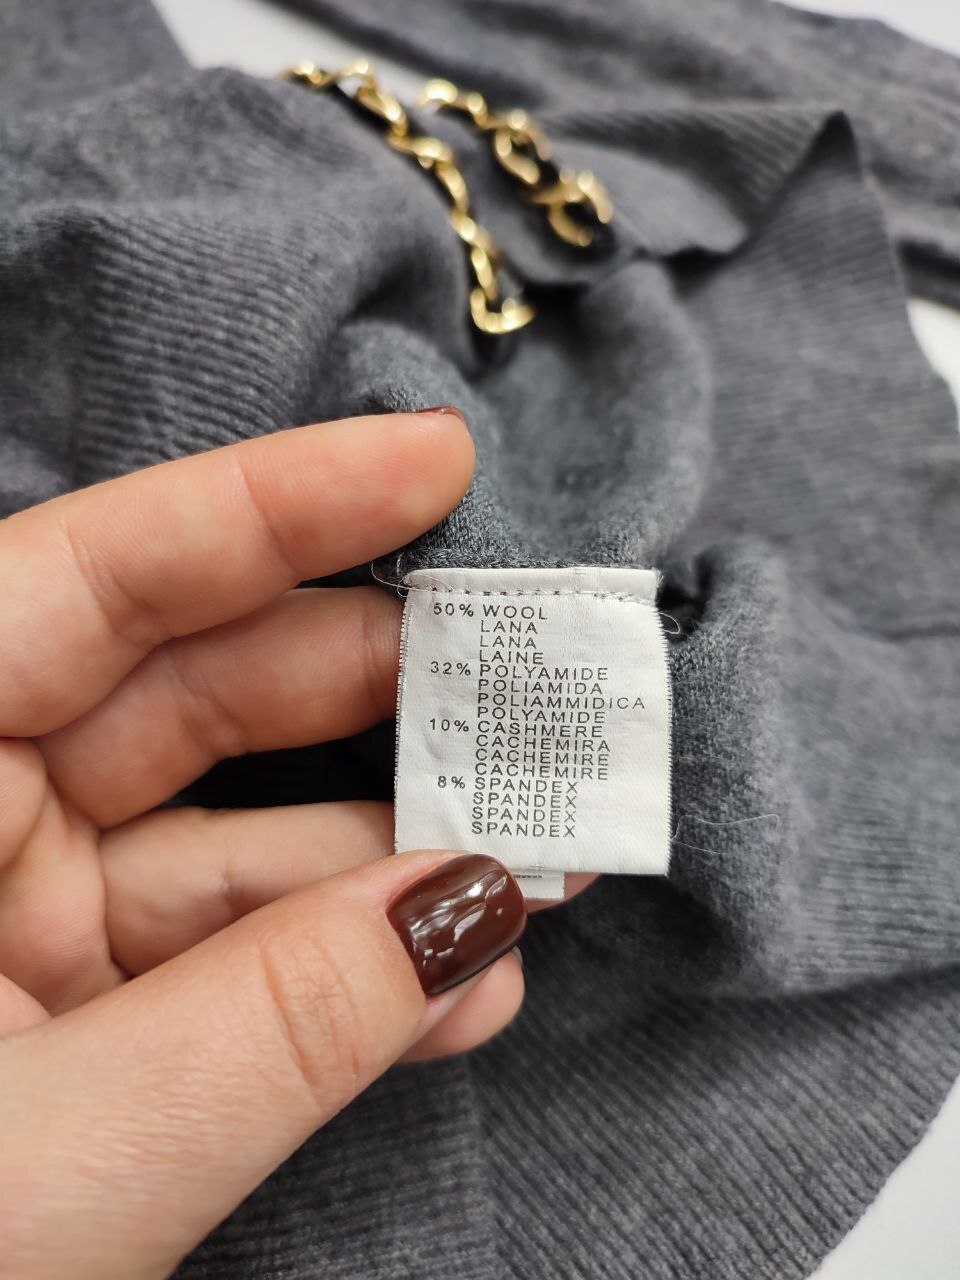 50% WOOL
LANA
LANA
LAINE
32% POLYAMIDE
POLIAMIDA
POLIAMMIDICA
POLYAMIDE
10% CASHMERE
CACHEMIRA
CACHEMIRE
CACHEMIRE
8% SPANDEX
SPANDEX
SPANDEX
SPANDEX